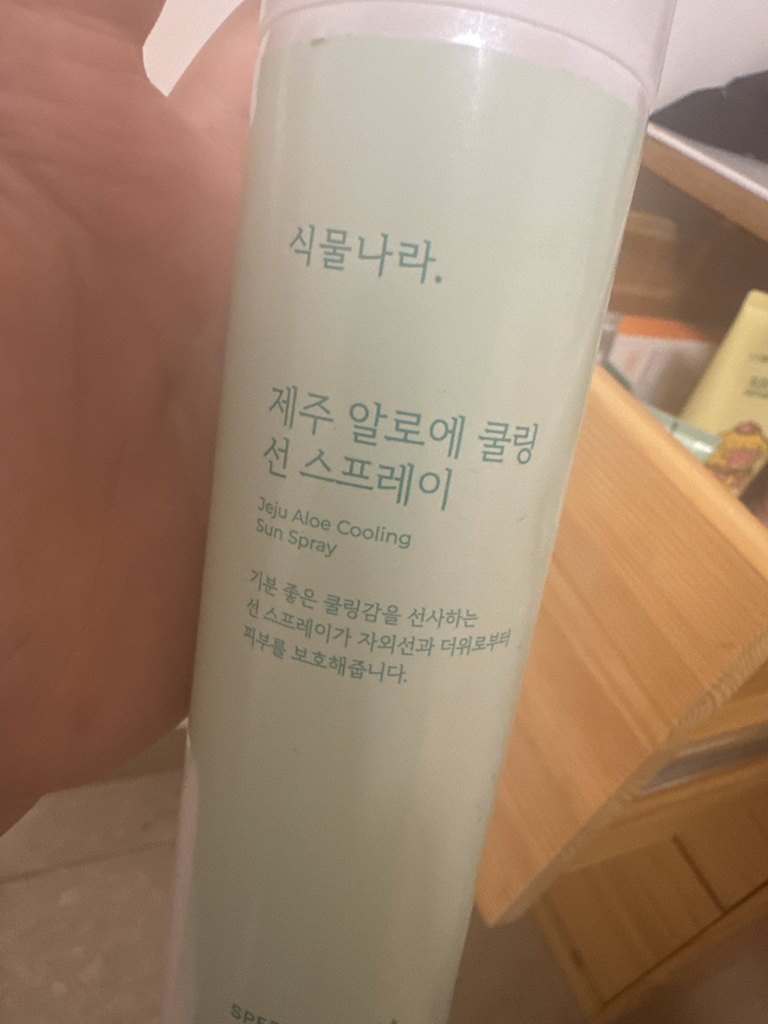 식물나라.
제주 알로에 쿨링
선 스프레이
Jeju Aloe Cooling
Sun Spray
기분 좋은 쿨링감을 선사하는
선 스프레이가 자외선과 더위로부터
피부를 보호해줍니다.